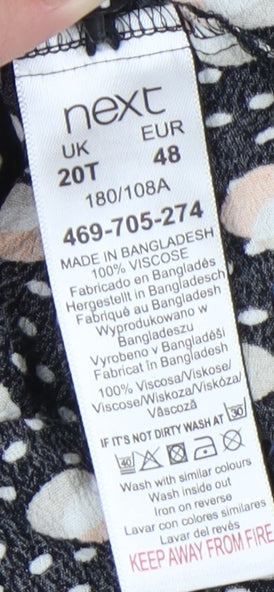 next
UK EUR
20T 48
180/108A
469-705-274
MADE IN BANGLADESH
100% VISCOSE
Fabricado en Bangladés
Hergestellt in Bangladesch
Fabriqué au Bangladesh
Wyprodukowano w
Bangladeszu
Vyrobeno v Bangladéši
Fabricat în Bangladesh
100% Viscosa/Viskose/
Viscose/Wiskoza/Viskóza/
Vâscoză
IF IT'S NOT DIRTY WASH AT 30
40
Wash with similar colours
Wash inside out
Iron on reverse
Lavar con colores similares
Lavar del revés
KEEP AWAY FROM FIRE